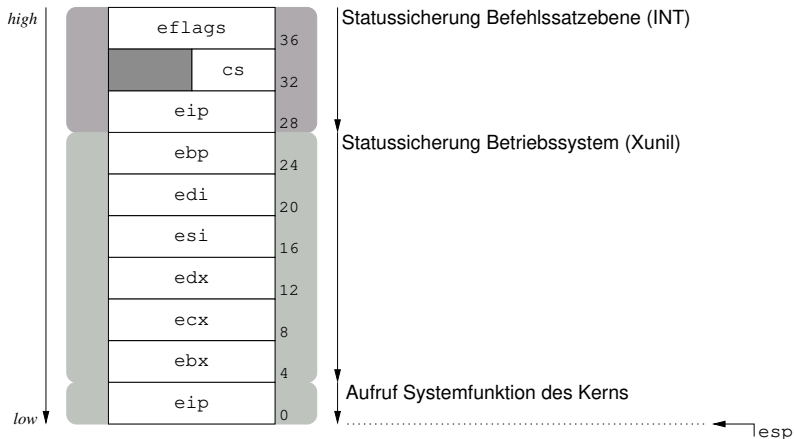 high
Statussicherung Befehlssatzebene (INT)
eflags
36
cs
32
eip
28
Statussicherung Betriebssystem (Xunil)
ebp
24
edi
20
esi
16
edx
12
ecx
8
ebx
4
Aufruf Systemfunktion des Kerns
eip
0
low
esp